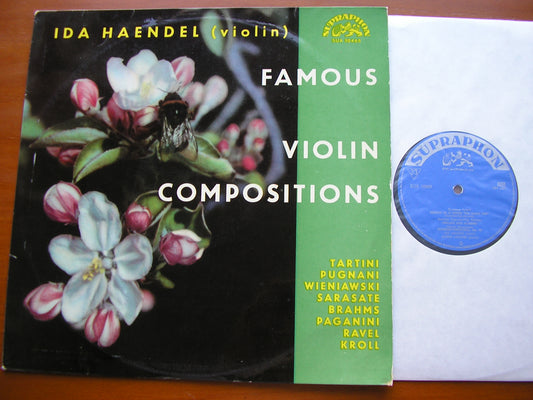 IDA HAENDEL (violin)
SUPRAPHON
FAMOUS
VIOLIN
COMPOSITIONS
TARTINI
PUGNANI
WIENIAWSKI
SARASATE
BRAHMS
PAGANINI
RAVEL
KROLL
SUPRAPHON